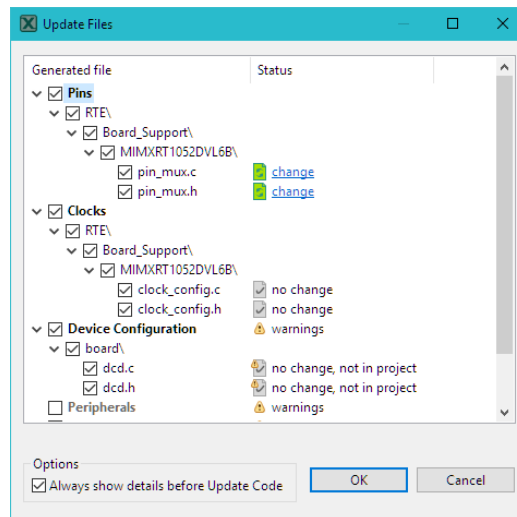 Update Files
Generated file Status
Pins
RTE\
Board_Support\
MIMXRT1052DVL6B\
pin_mux.c change
pin_mux.h change
Clocks
RTE\
Board_Support\
MIMXRT1052DVL6B\
clock_config.c no change
clock_config.h no change
Device Configuration warnings
board\
dcd.c no change, not in project
dcd.h no change, not in project
Peripherals warnings
Options
Always show details before Update Code
OK Cancel